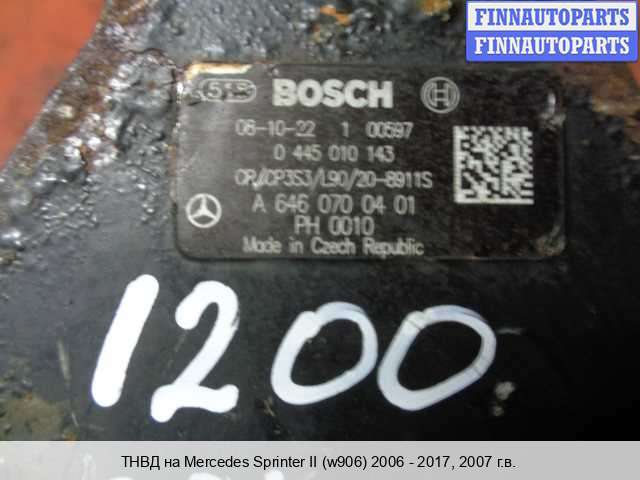 FINNAUTOPARTS
FINNAUTOPARTS
518 BOSCH
06-10-22 1 00597
0 445 010 143
CR/CP3S3/L90/20-8911S
A 646 070 04 01
PH 0010
Made in Czech Republic
1200
ТНВД на Mercedes Sprinter II (w906) 2006 - 2017, 2007 г.в.